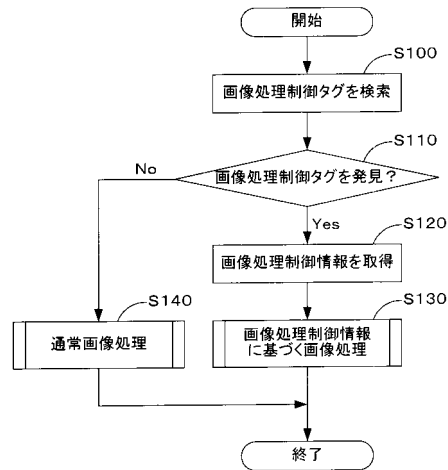 開始
S100
画像処理制御タグを検索
S110
画像処理制御タグを発見?
No
Yes
S120
画像処理制御情報を取得
S130
画像処理制御情報
に基づく画像処理
S140
通常画像処理
終了